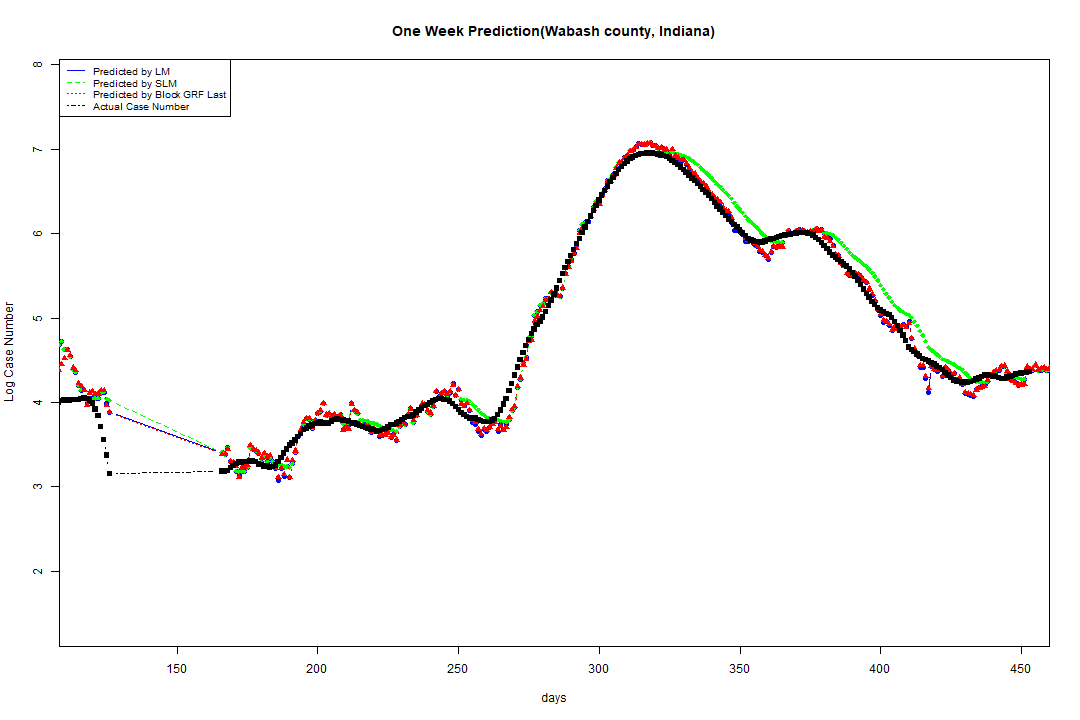 One Week Prediction(Wabash county, Indiana)
Predicted by LM
Predicted by SLM
Predicted by Block GRF Last
Actual Case Number
8
7
6
5
4
3
2
Log Case Number
150 200 250 300 350 400 450
days